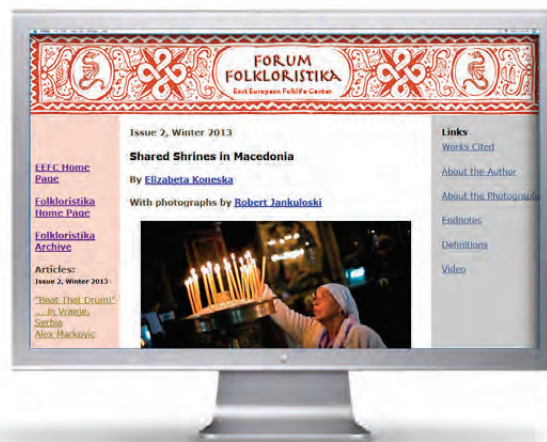 FORUM
FOLKLORISTIKA
East European Folklife Center
EEFC Home
Page
Folkloristika
Home Page
Folkloristika
Archive
Articles:
Issue 2, Winter 2013
"Beat That Drum!"
... In Vranje,
Serbia
Alex Markovic
Issue 2, Winter 2013
Shared Shrines in Macedonia
By Elizabeta Koneska
With photographs by Robert Jankuloski
Links
Works Cited
About the Author
About the Photographe
Endnotes
Definitions
Video